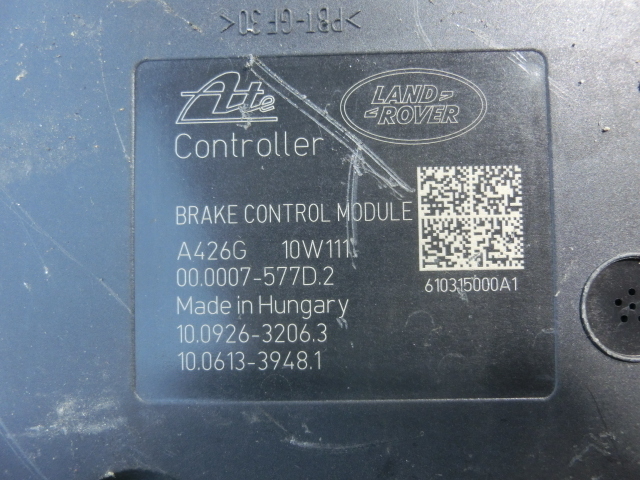 >PBT-GF30<
Ate
LAND-
-ROVER
Controller
BRAKE CONTROL MODULE
A426G 10W111
00.0007-577D.2
610315000A1
Made in Hungary
10.0926-3206.3
10.0613-3948.1